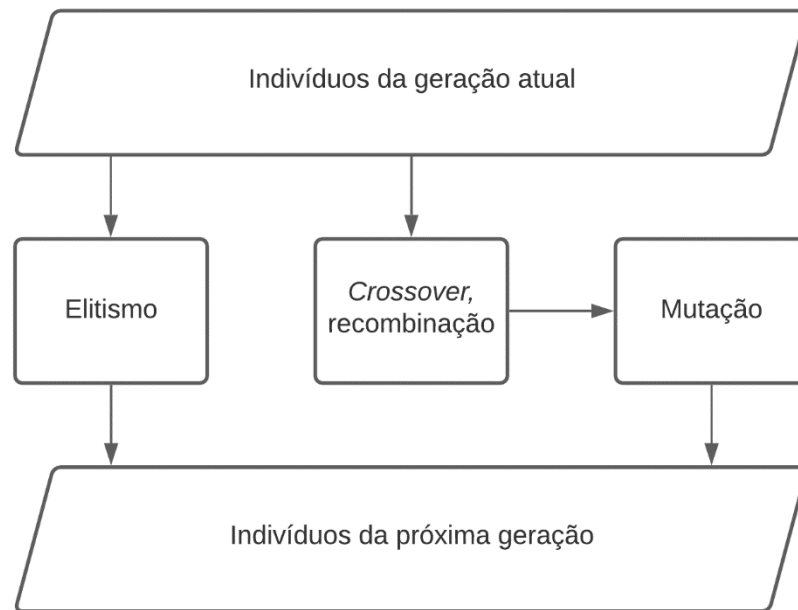 Indivíduos da geração atual
Elitismo
Crossover,
recombinação
Mutação
Indivíduos da próxima geração